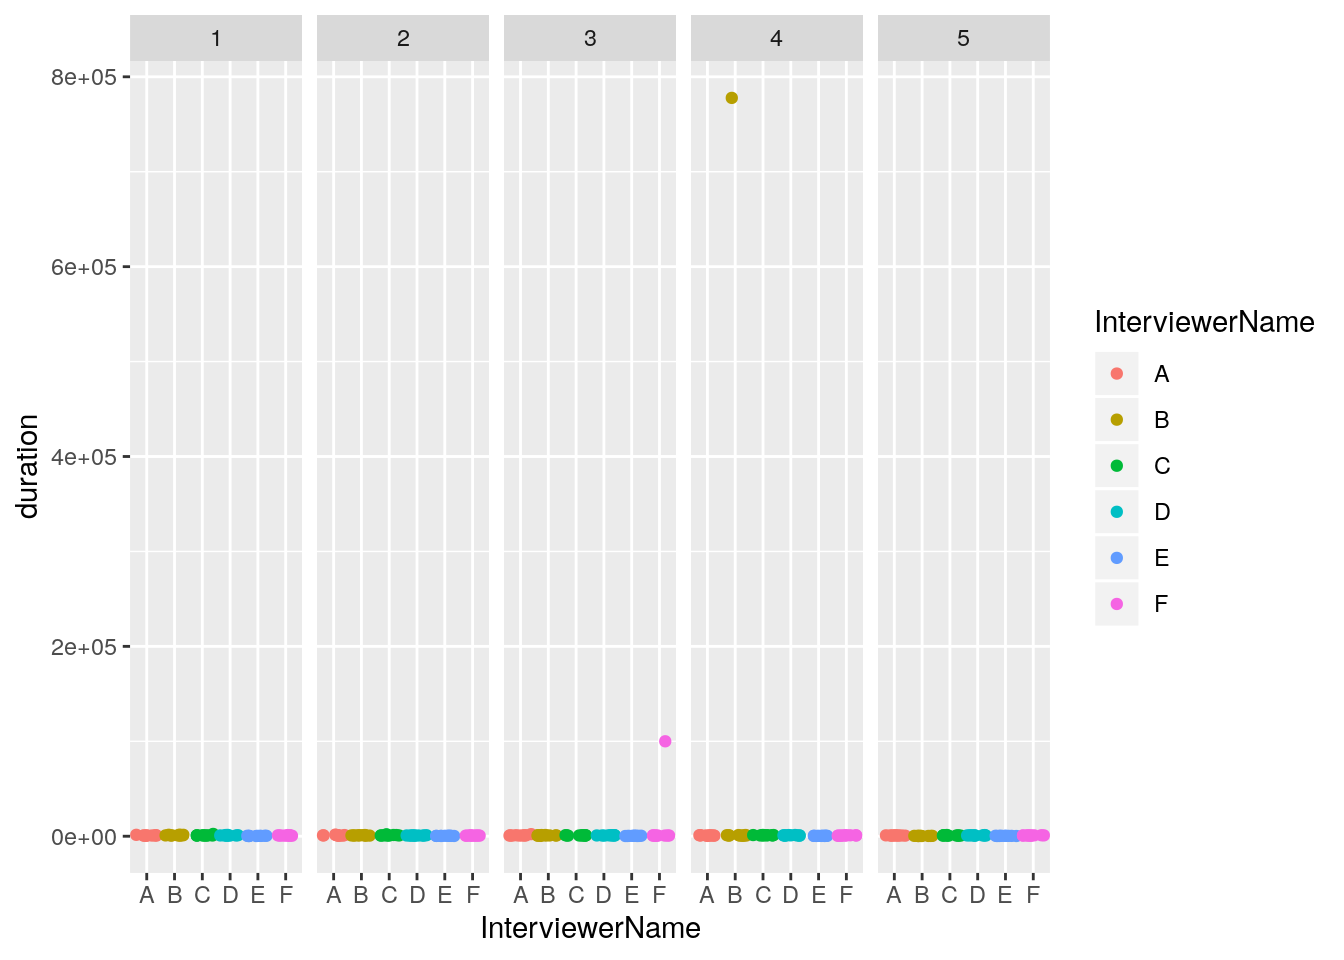 1 2 3 4 5
8e+05
6e+05
4e+05
2e+05
0e+00
duration
A B C D E F A B C D E F A B C D E F A B C D E F A B C D E F
InterviewerName
InterviewerName
A
B
C
D
E
F